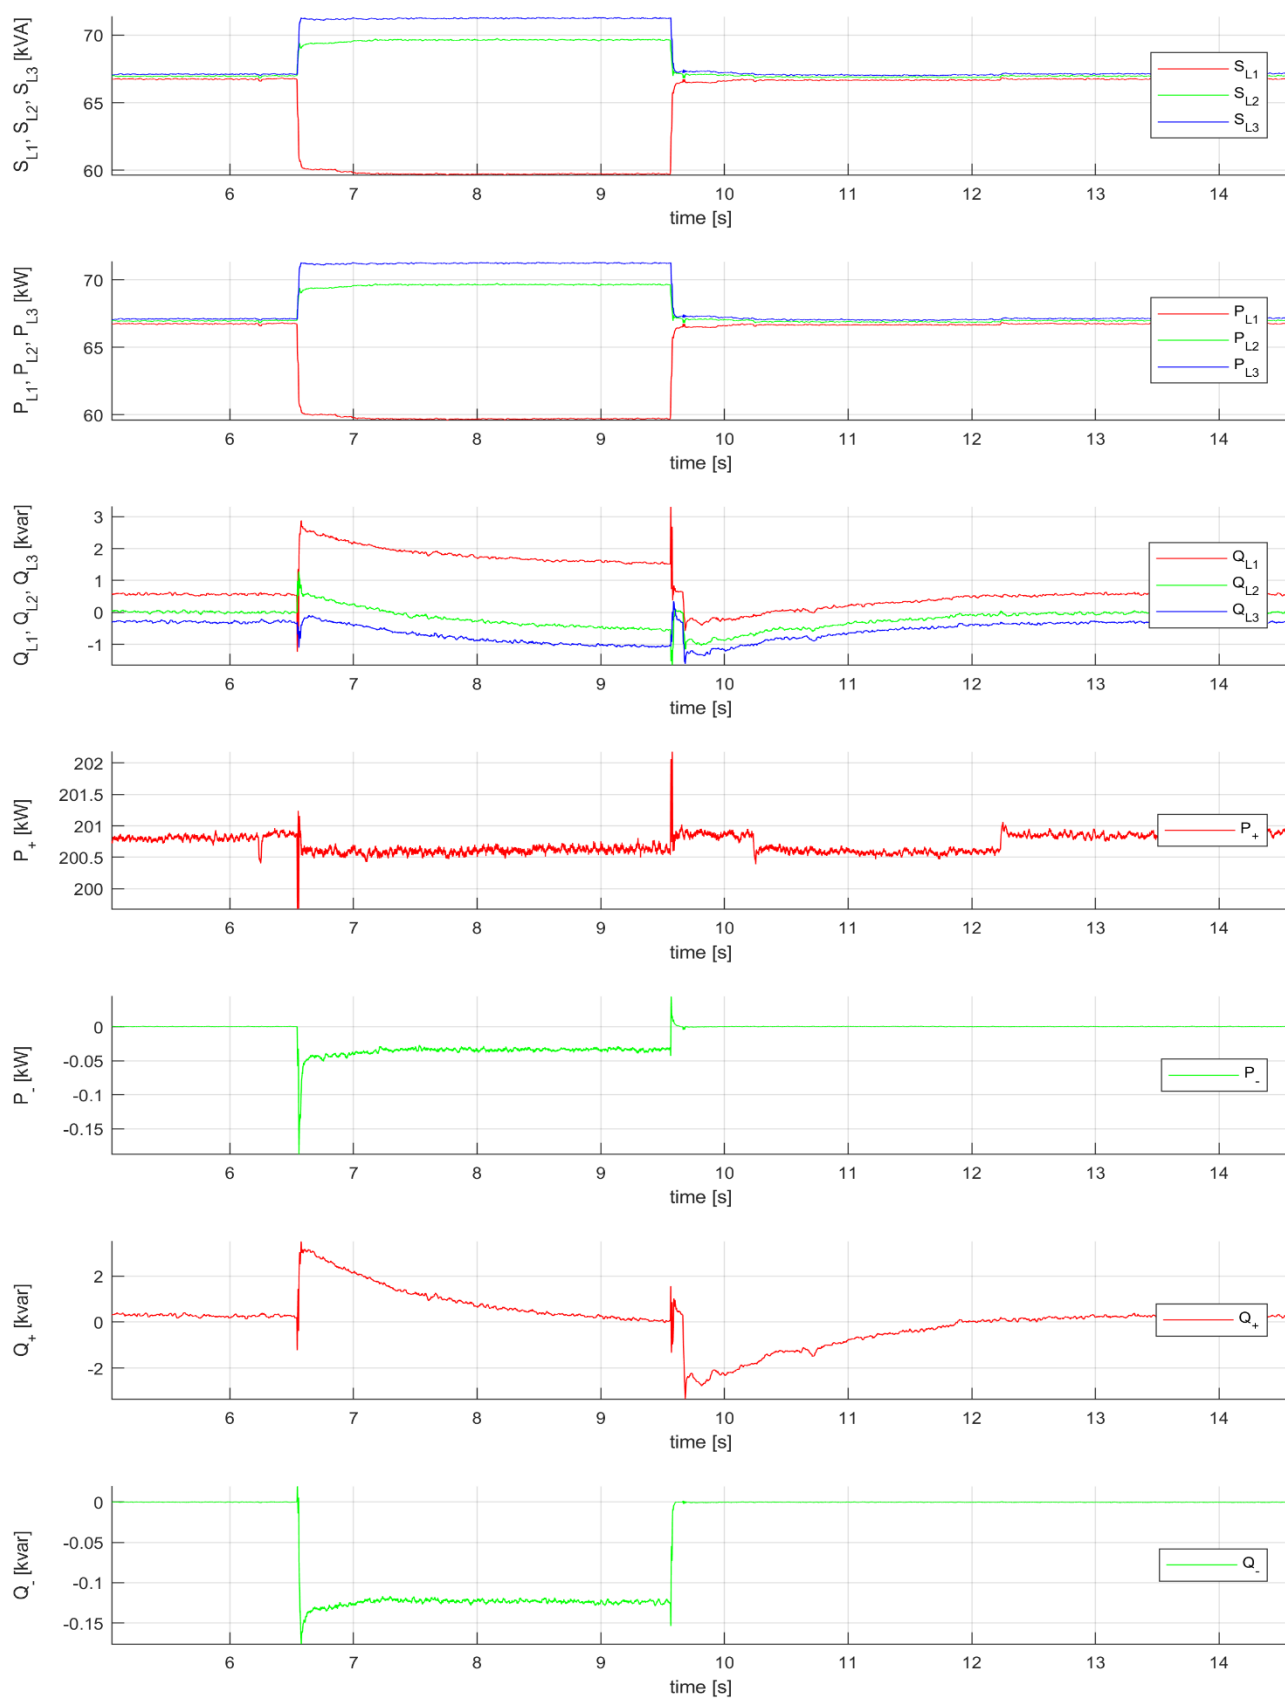 S_L1, S_L2, S_L3 [kVA]
70
65
60
S_L1
S_L2
S_L3
6 7 8 9 10 11 12 13 14
time [s]
P_L1, P_L2, P_L3 [kW]
70
65
60
P_L1
P_L2
P_L3
6 7 8 9 10 11 12 13 14
time [s]
Q_L1, Q_L2, Q_L3 [kvar]
3
2
1
0
-1
Q_L1
Q_L2
Q_L3
6 7 8 9 10 11 12 13 14
time [s]
P_+ [kW]
202
201.5
201
200.5
200
P_+
6 7 8 9 10 11 12 13 14
time [s]
P_- [kW]
0
-0.05
-0.1
-0.15
P_-
6 7 8 9 10 11 12 13 14
time [s]
Q_+ [kvar]
2
0
-2
Q_+
6 7 8 9 10 11 12 13 14
time [s]
Q_- [kvar]
0
-0.05
-0.1
-0.15
Q_-
6 7 8 9 10 11 12 13 14
time [s]